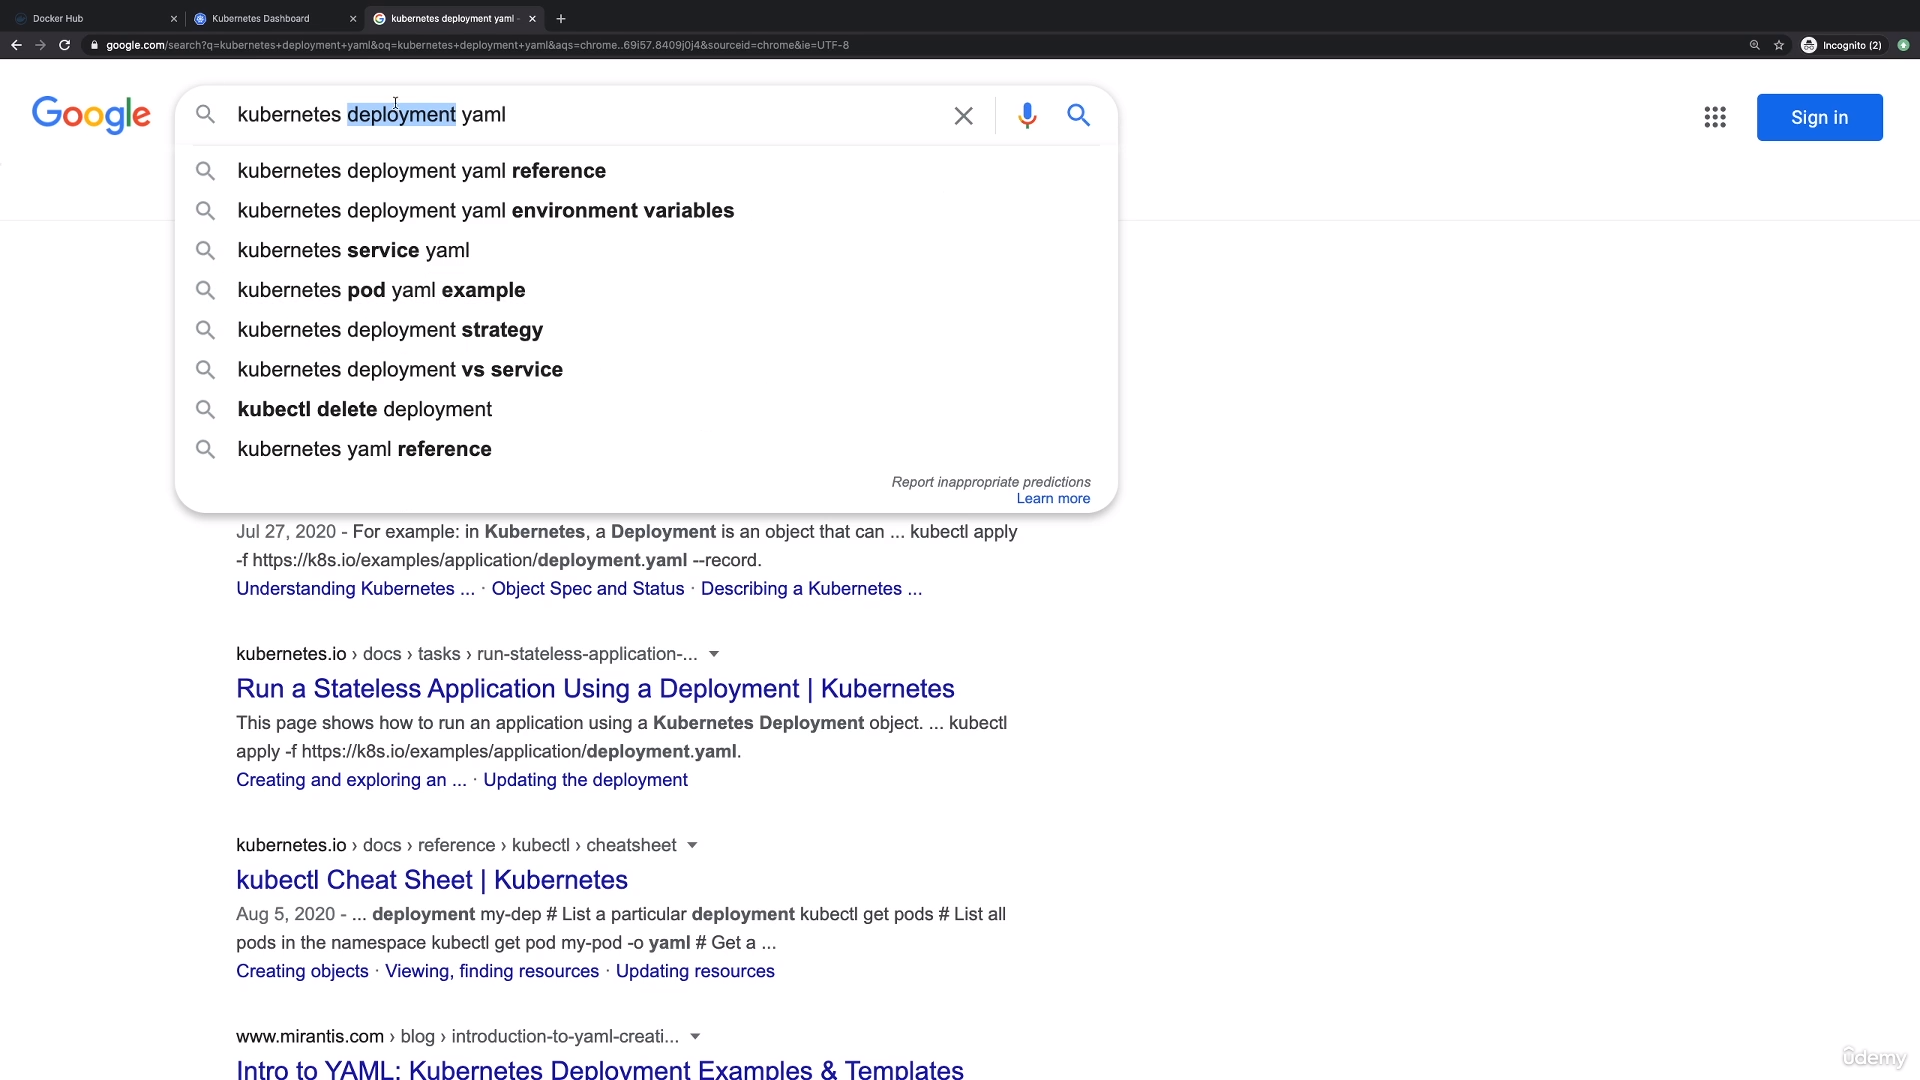 Docker Hub
Kubernetes Dashboard
kubernetes deployment yaml -
google.com/search?q=kubernetes+deployment+yaml&oq=kubernetes+deployment+yaml&aqs=chrome..69i57.8409j0j4&sourceid=chrome&ie=UTF-8
Incognito (2)
Google
kubernetes deployment yaml
Sign in
kubernetes deployment yaml reference
kubernetes deployment yaml environment variables
kubernetes service yaml
kubernetes pod yaml example
kubernetes deployment strategy
kubernetes deployment vs service
kubectl delete deployment
kubernetes yaml reference
Report inappropriate predictions
Learn more
Jul 27, 2020 - For example: in Kubernetes, a Deployment is an object that can ... kubectl apply
-f https://k8s.io/examples/application/deployment.yaml --record.
Understanding Kubernetes ... · Object Spec and Status · Describing a Kubernetes ...
kubernetes.io › docs › tasks › run-stateless-application-...
Run a Stateless Application Using a Deployment | Kubernetes
This page shows how to run an application using a Kubernetes Deployment object. ... kubectl
apply -f https://k8s.io/examples/application/deployment.yaml.
Creating and exploring an ... · Updating the deployment
kubernetes.io › docs › reference › kubectl › cheatsheet
kubectl Cheat Sheet | Kubernetes
Aug 5, 2020 - ... deployment my-dep # List a particular deployment kubectl get pods # List all
pods in the namespace kubectl get pod my-pod -o yaml # Get a ...
Creating objects · Viewing, finding resources · Updating resources
www.mirantis.com › blog › introduction-to-yaml-creati...
Intro to YAML: Kubernetes Deployment Examples & Templates
ûdemy